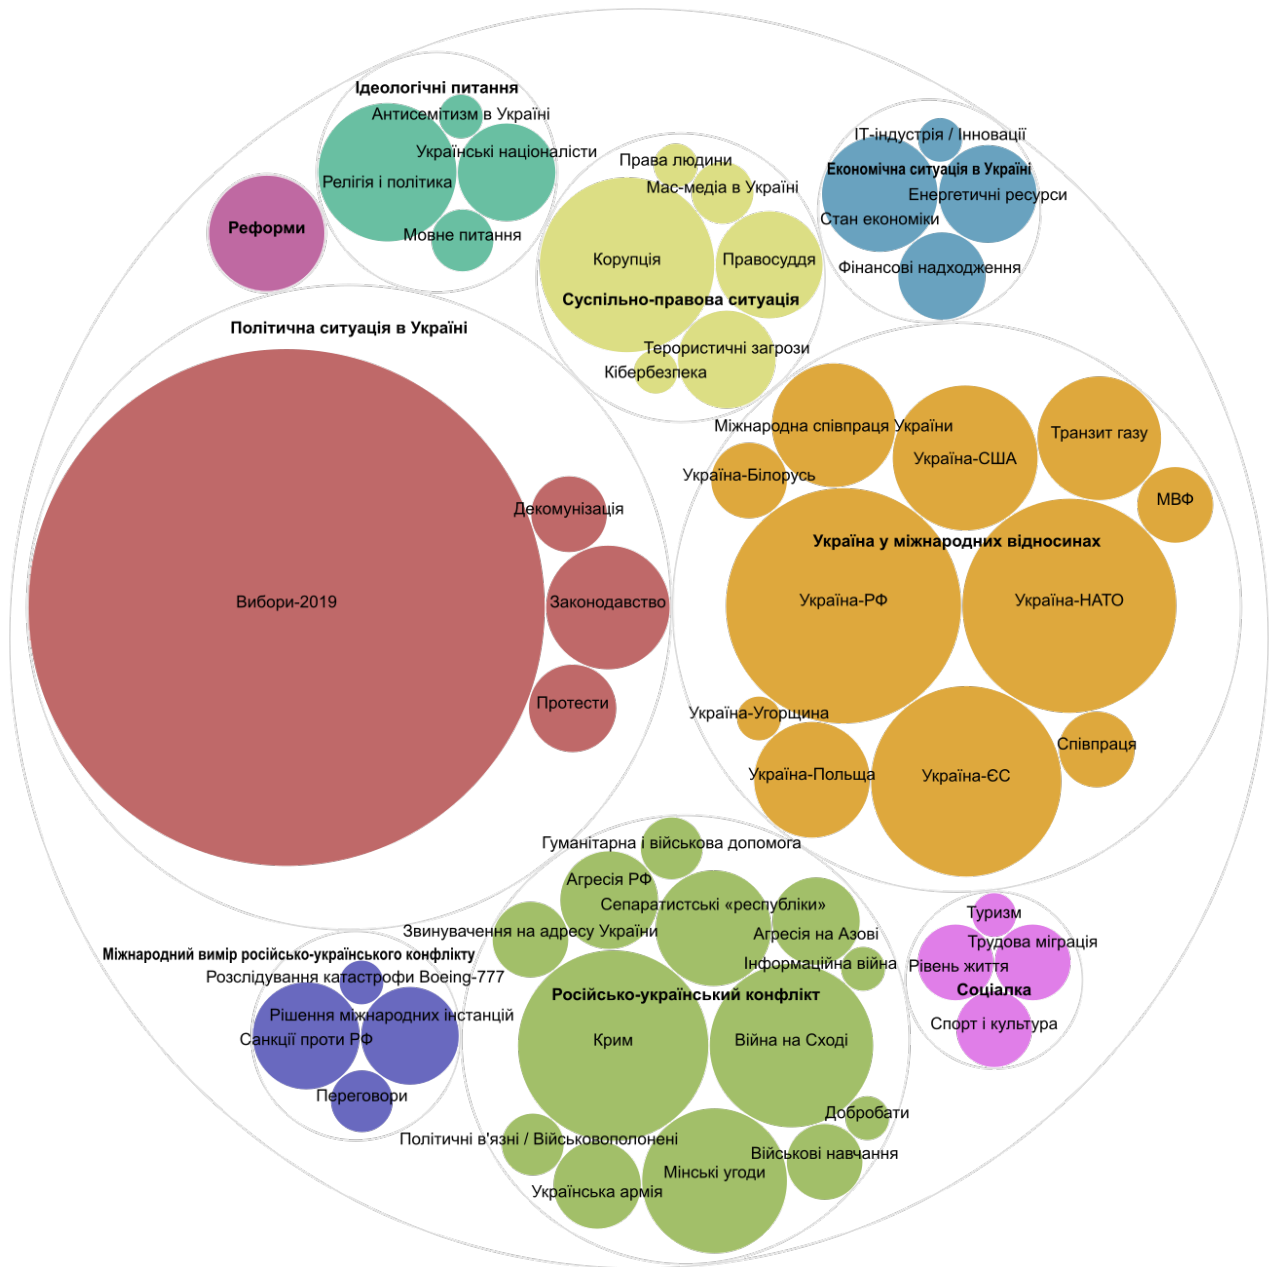 Ідеологічні питання
Антисемітизм в Україні
Українські націоналісти
Релігія і політика
Мовне питання
Реформи
Права людини
Мас-медіа в Україні
Корупція
Правосуддя
Суспільно-правова ситуація
Терористичні загрози
Кібербезпека
ІТ-індустрія / Інновації
Економічна ситуація в Україні
Енергетичні ресурси
Стан економіки
Фінансові надходження
Політична ситуація в Україні
Декомунізація
Вибори-2019
Законодавство
Протести
Міжнародна співпраця України
Транзит газу
Україна-США
Україна-Білорусь
МВФ
Україна у міжнародних відносинах
Україна-РФ
Україна-НАТО
Україна-Угорщина
Співпраця
Україна-Польща
Україна-ЄС
Міжнародний вимір російсько-українського конфлікту
Розслідування катастрофи Boeing-777
Рішення міжнародних інстанцій
Санкції проти РФ
Переговори
Гуманітарна і військова допомога
Агресія РФ
Сепаратистські «республіки»
Звинувачення на адресу України
Агресія на Азові
Інформаційна війна
Російсько-український конфлікт
Крим
Війна на Сході
Добробати
Політичні в'язні / Військовополонені
Військові навчання
Мінські угоди
Українська армія
Туризм
Трудова міграція
Рівень життя
Соціалка
Спорт і культура